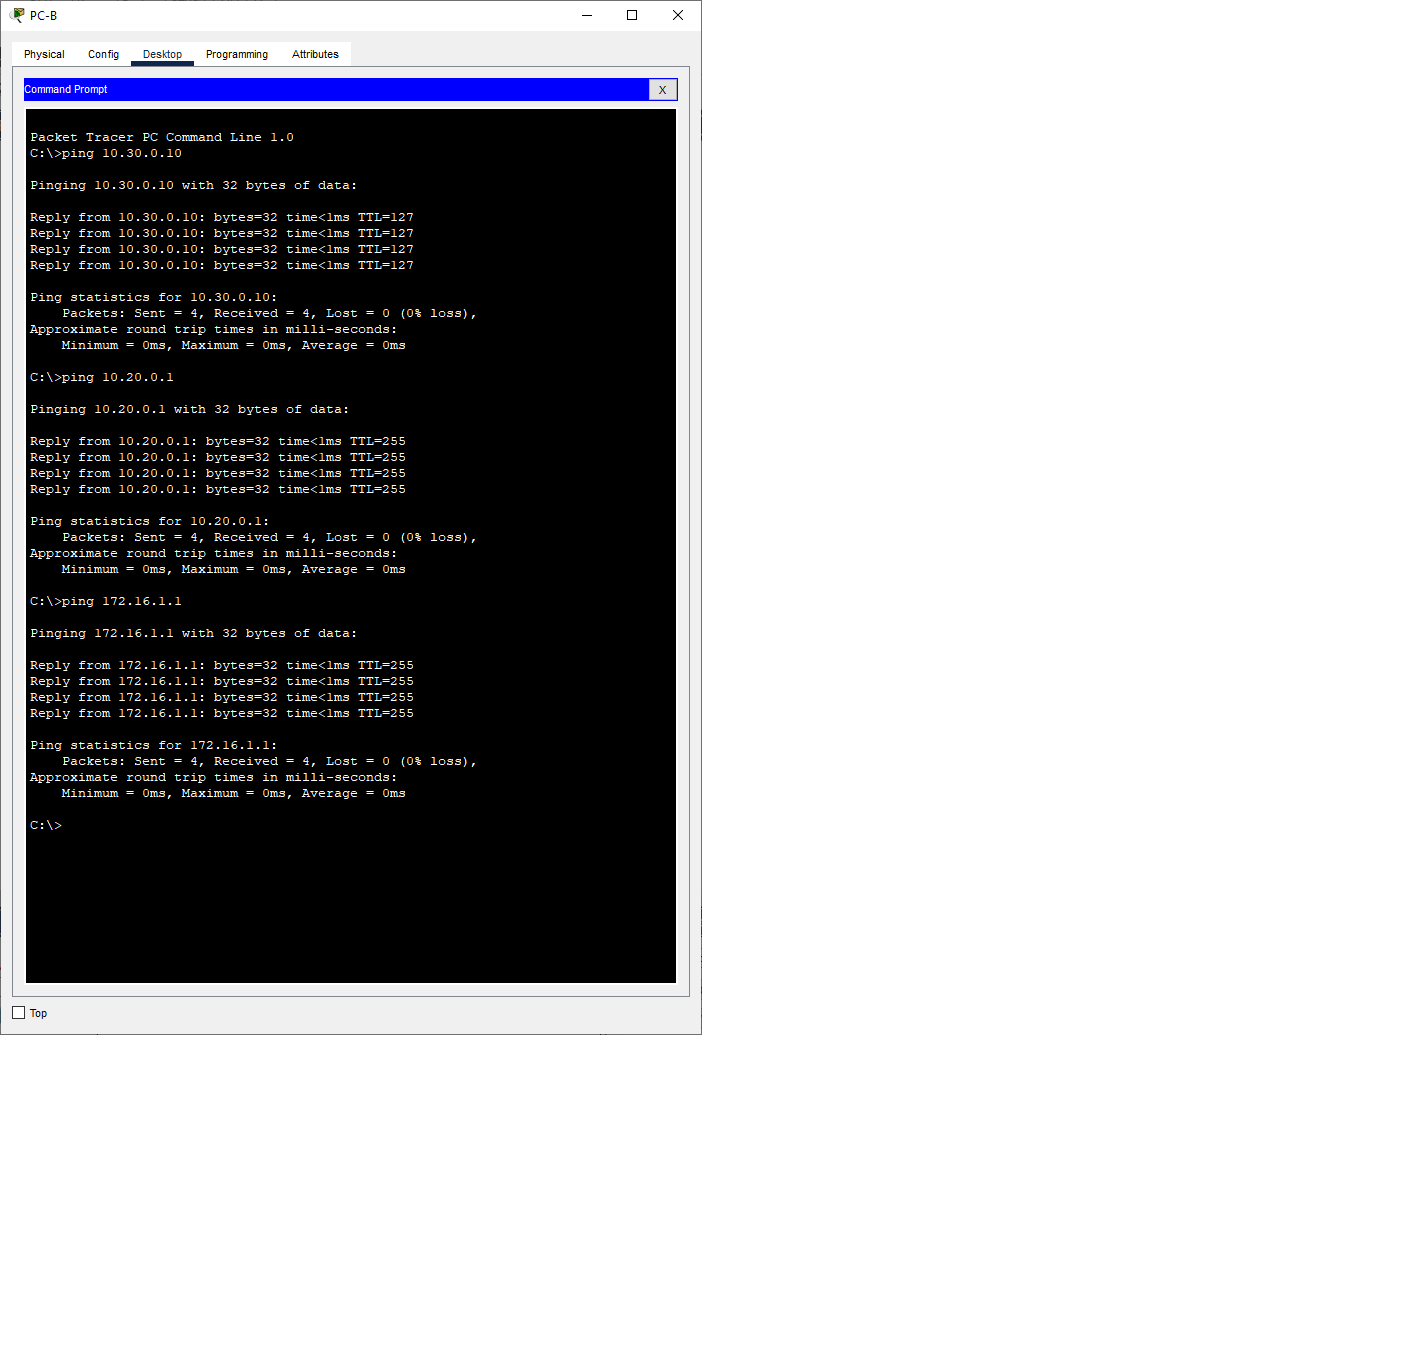 PC-B
Physical Config Desktop Programming Attributes
Command Prompt X
Packet Tracer PC Command Line 1.0
C:\>ping 10.30.0.10
Pinging 10.30.0.10 with 32 bytes of data:
Reply from 10.30.0.10: bytes=32 time<1ms TTL=127
Reply from 10.30.0.10: bytes=32 time<1ms TTL=127
Reply from 10.30.0.10: bytes=32 time<1ms TTL=127
Reply from 10.30.0.10: bytes=32 time<1ms TTL=127
Ping statistics for 10.30.0.10:
    Packets: Sent = 4, Received = 4, Lost = 0 (0% loss),
Approximate round trip times in milli-seconds:
    Minimum = 0ms, Maximum = 0ms, Average = 0ms
C:\>ping 10.20.0.1
Pinging 10.20.0.1 with 32 bytes of data:
Reply from 10.20.0.1: bytes=32 time<1ms TTL=255
Reply from 10.20.0.1: bytes=32 time<1ms TTL=255
Reply from 10.20.0.1: bytes=32 time<1ms TTL=255
Reply from 10.20.0.1: bytes=32 time<1ms TTL=255
Ping statistics for 10.20.0.1:
    Packets: Sent = 4, Received = 4, Lost = 0 (0% loss),
Approximate round trip times in milli-seconds:
    Minimum = 0ms, Maximum = 0ms, Average = 0ms
C:\>ping 172.16.1.1
Pinging 172.16.1.1 with 32 bytes of data:
Reply from 172.16.1.1: bytes=32 time<1ms TTL=255
Reply from 172.16.1.1: bytes=32 time<1ms TTL=255
Reply from 172.16.1.1: bytes=32 time<1ms TTL=255
Reply from 172.16.1.1: bytes=32 time<1ms TTL=255
Ping statistics for 172.16.1.1:
    Packets: Sent = 4, Received = 4, Lost = 0 (0% loss),
Approximate round trip times in milli-seconds:
    Minimum = 0ms, Maximum = 0ms, Average = 0ms
C:\>
Top